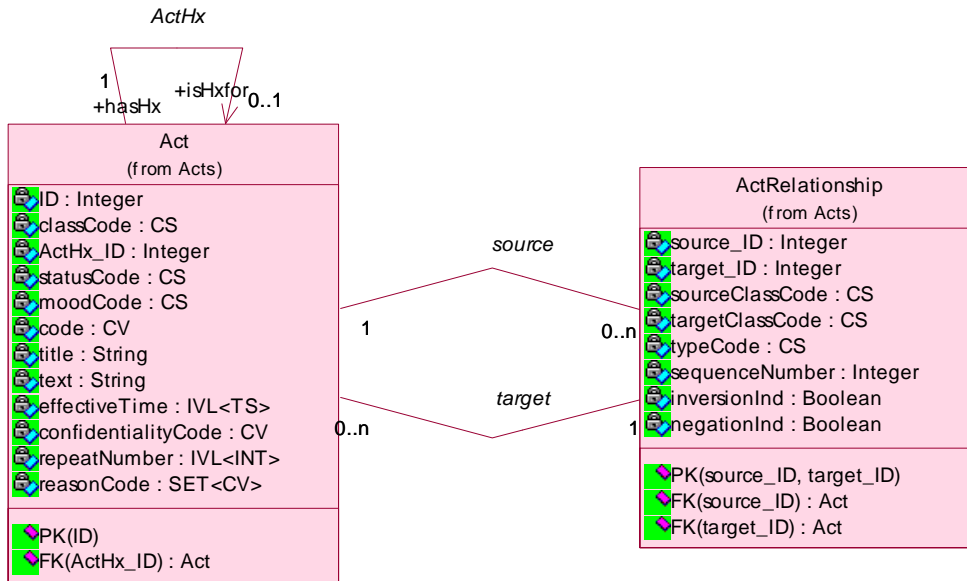 ActHx
1
+hasHx
+isHxfor
0..1
Act
(from Acts)
ID : Integer
classCode : CS
ActHx_ID : Integer
statusCode : CS
moodCode : CS
code : CV
title : String
text : String
effectiveTime : IVL<TS>
confidentialityCode : CV
repeatNumber : IVL<INT>
reasonCode : SET<CV>
PK(ID)
FK(ActHx_ID) : Act
source
1
0..n
target
0..n
1
ActRelationship
(from Acts)
source_ID : Integer
target_ID : Integer
sourceClassCode : CS
targetClassCode : CS
typeCode : CS
sequenceNumber : Integer
inversionInd : Boolean
negationInd : Boolean
PK(source_ID, target_ID)
FK(source_ID) : Act
FK(target_ID) : Act